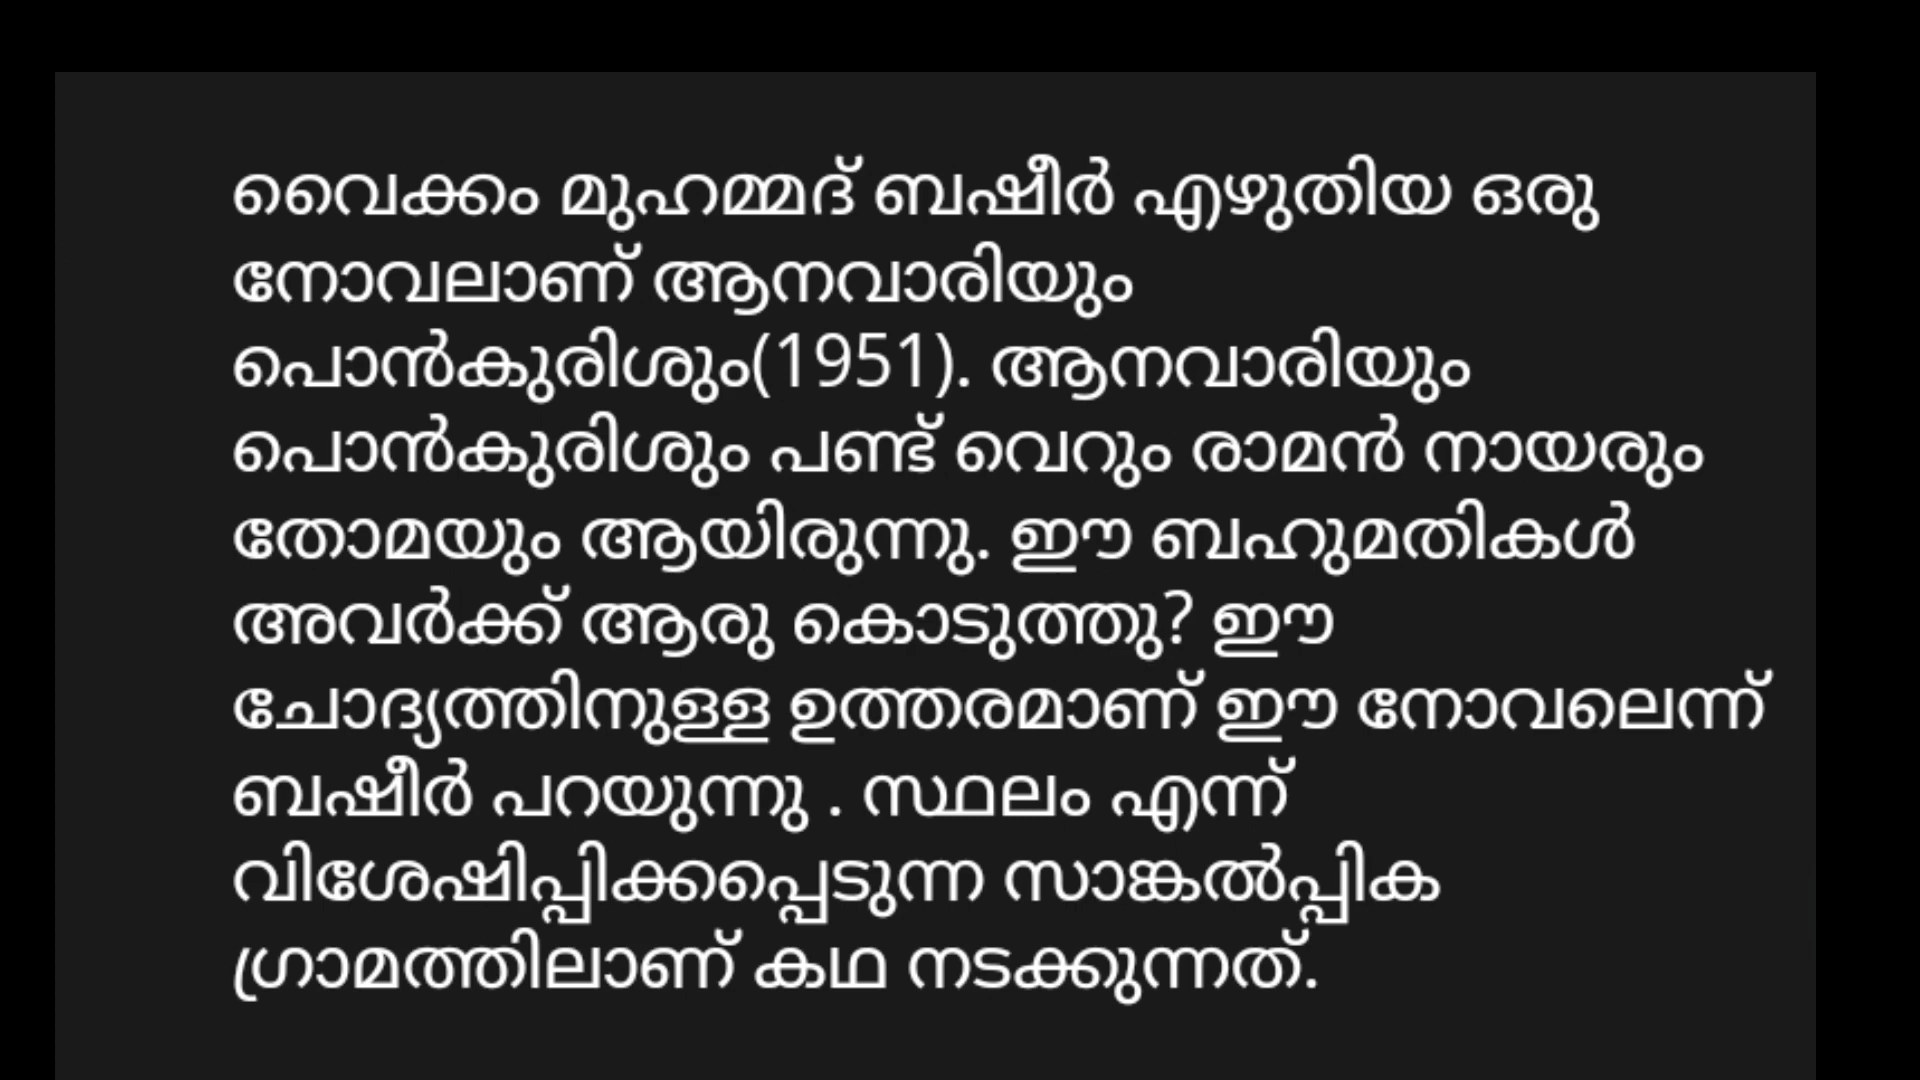 വൈക്കം മുഹമ്മദ് ബഷീർ എഴുതിയ ഒരു
നോവലാണ് ആനവാരിയും
പൊൻകുരിശും(1951). ആനവാരിയും
പൊൻകുരിശും പണ്ട് വെറും രാമൻ നായരും
തോമയും ആയിരുന്നു. ഈ ബഹുമതികൾ
അവർക്ക് ആരു കൊടുത്തു? ഈ
ചോദ്യത്തിനുള്ള ഉത്തരമാണ് ഈ നോവലെന്ന്
ബഷീർ പറയുന്നു . സ്ഥലം എന്ന്
വിശേഷിപ്പിക്കപ്പെടുന്ന സാങ്കൽപ്പിക
ഗ്രാമത്തിലാണ് കഥ നടക്കുന്നത്.